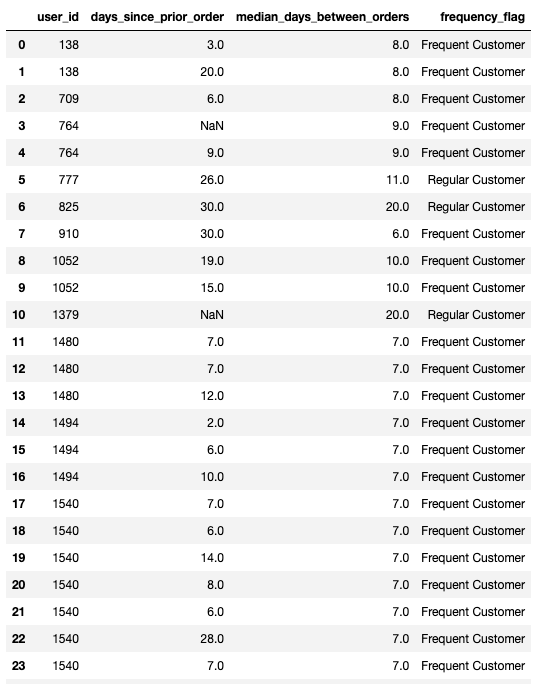 user_id days_since_prior_order median_days_between_orders frequency_flag
0 138 3.0 8.0 Frequent Customer
1 138 20.0 8.0 Frequent Customer
2 709 6.0 8.0 Frequent Customer
3 764 NaN 9.0 Frequent Customer
4 764 9.0 9.0 Frequent Customer
5 777 26.0 11.0 Regular Customer
6 825 30.0 20.0 Regular Customer
7 910 30.0 6.0 Frequent Customer
8 1052 19.0 10.0 Frequent Customer
9 1052 15.0 10.0 Frequent Customer
10 1379 NaN 20.0 Regular Customer
11 1480 7.0 7.0 Frequent Customer
12 1480 7.0 7.0 Frequent Customer
13 1480 12.0 7.0 Frequent Customer
14 1494 2.0 7.0 Frequent Customer
15 1494 6.0 7.0 Frequent Customer
16 1494 10.0 7.0 Frequent Customer
17 1540 7.0 7.0 Frequent Customer
18 1540 6.0 7.0 Frequent Customer
19 1540 14.0 7.0 Frequent Customer
20 1540 8.0 7.0 Frequent Customer
21 1540 6.0 7.0 Frequent Customer
22 1540 28.0 7.0 Frequent Customer
23 1540 7.0 7.0 Frequent Customer